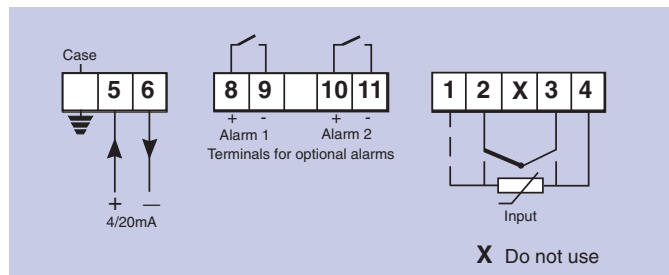 Case
5 6
+ —
4/20mA
8 9 10 11
+ - + -
Alarm 1 Alarm 2
Terminals for optional alarms
1 2 X 3 4
Input
X Do not use